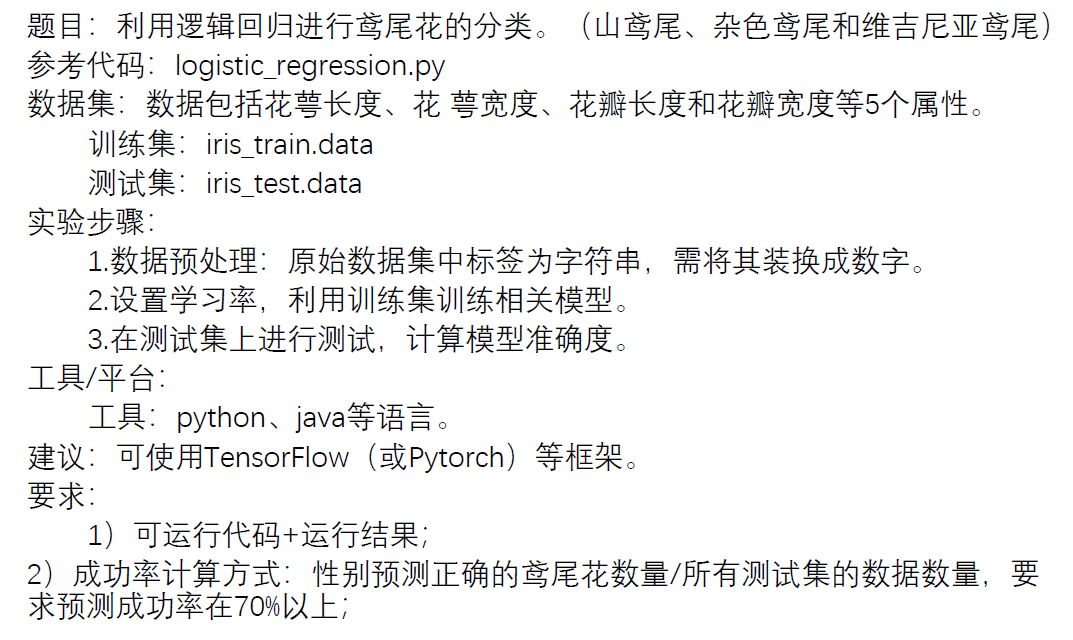 题目：利用逻辑回归进行鸢尾花的分类。（山鸢尾、杂色鸢尾和维吉尼亚鸢尾）
参考代码：logistic_regression.py
数据集：数据包括花萼长度、花 萼宽度、花瓣长度和花瓣宽度等5个属性。
训练集：iris_train.data
测试集：iris_test.data
实验步骤：
1.数据预处理：原始数据集中标签为字符串，需将其装换成数字。
2.设置学习率，利用训练集训练相关模型。
3.在测试集上进行测试，计算模型准确度。
工具/平台：
工具：python、java等语言。
建议：可使用TensorFlow（或Pytorch）等框架。
要求：
1）可运行代码+运行结果；
2）成功率计算方式：性别预测正确的鸢尾花数量/所有测试集的数据数量，要
求预测成功率在70%以上；